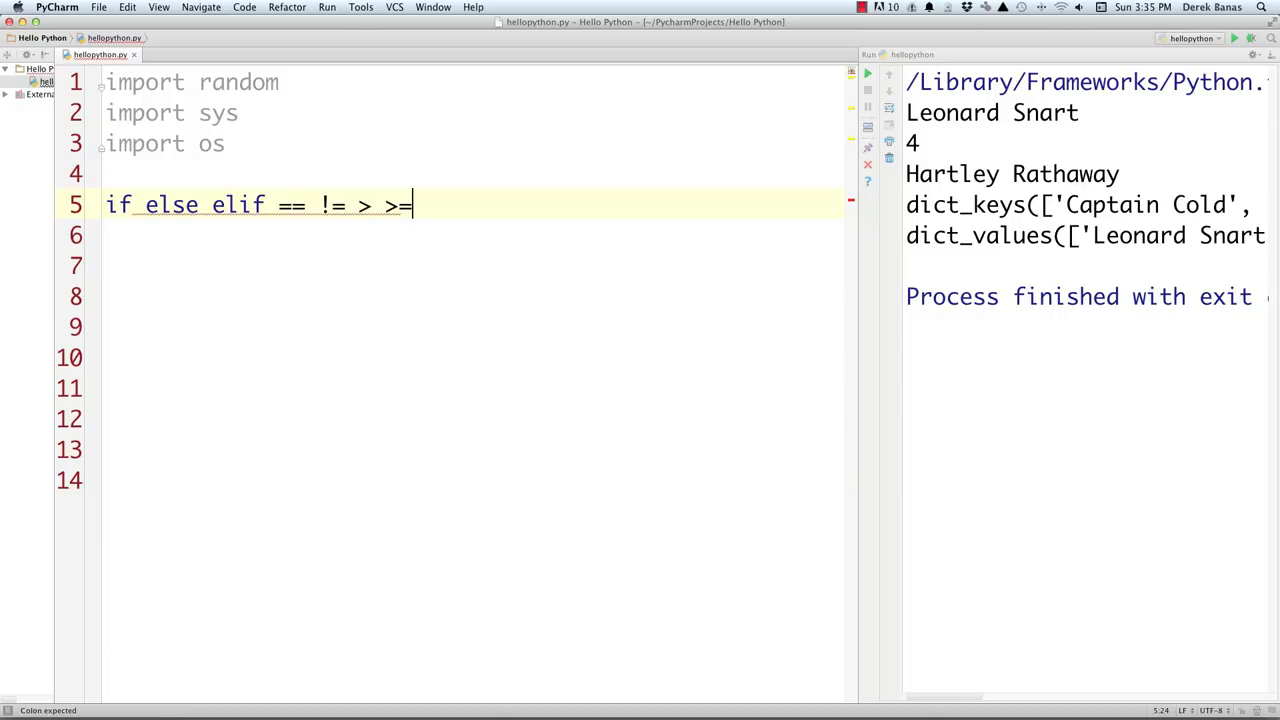 PyCharm File Edit View Navigate Code Refactor Run Tools VCS Window Help 10 Sun 3:35 PM Derek Banas
hellopython.py – Hello Python – [~/PycharmProjects/Hello Python]
Hello Python hellopython.py hellopython
hellopython.py Run hellopython
Hello P
hell
Externa
1 import random
2 import sys
3 import os
4
5 if else elif == != > >=
6
7
8
9
10
11
12
13
14
/Library/Frameworks/Python.
Leonard Snart
4
Hartley Rathaway
dict_keys(['Captain Cold',
dict_values(['Leonard Snart
Process finished with exit
Colon expected 5:24 LF UTF-8